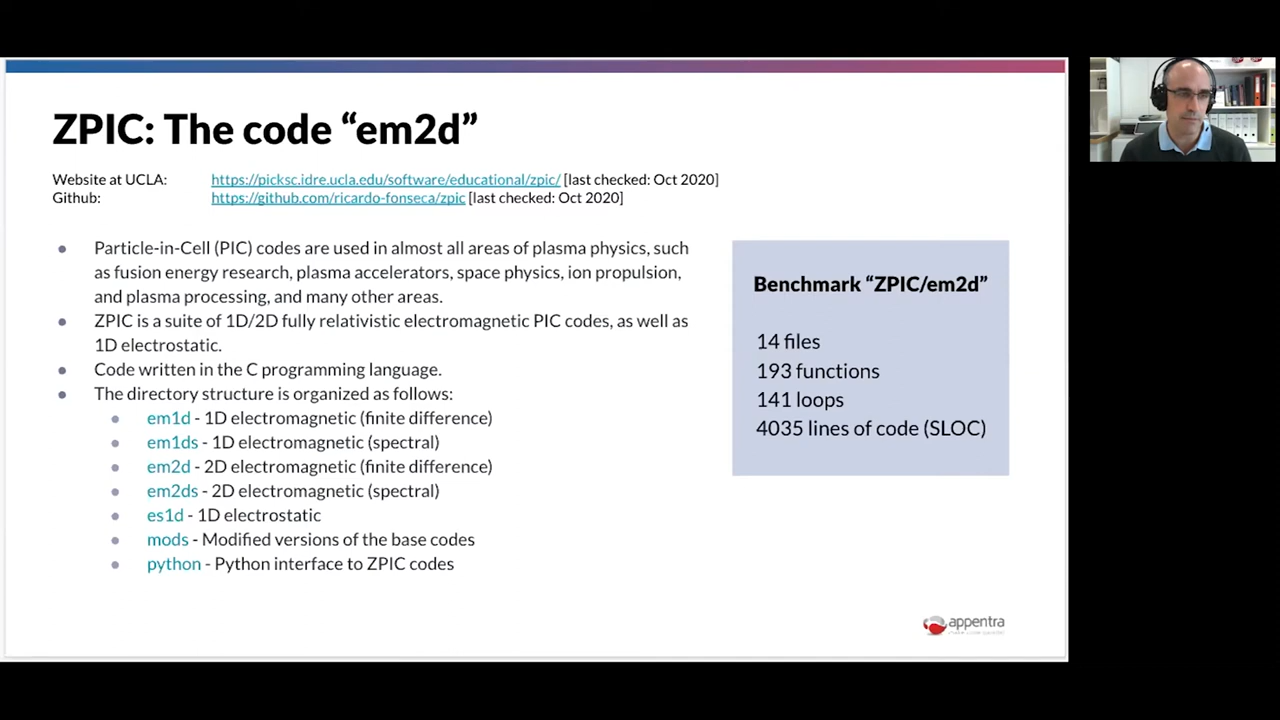 ZPIC: The code “em2d”
Website at UCLA: https://picksc.idre.ucla.edu/software/educational/zpic/ [last checked: Oct 2020]
Github: https://github.com/ricardo-fonseca/zpic [last checked: Oct 2020]
● Particle-in-Cell (PIC) codes are used in almost all areas of plasma physics, such
as fusion energy research, plasma accelerators, space physics, ion propulsion,
and plasma processing, and many other areas.
● ZPIC is a suite of 1D/2D fully relativistic electromagnetic PIC codes, as well as
1D electrostatic.
● Code written in the C programming language.
● The directory structure is organized as follows:
● em1d - 1D electromagnetic (finite difference)
● em1ds - 1D electromagnetic (spectral)
● em2d - 2D electromagnetic (finite difference)
● em2ds - 2D electromagnetic (spectral)
● es1d - 1D electrostatic
● mods - Modified versions of the base codes
● python - Python interface to ZPIC codes
Benchmark “ZPIC/em2d”
14 files
193 functions
141 loops
4035 lines of code (SLOC)
appentra